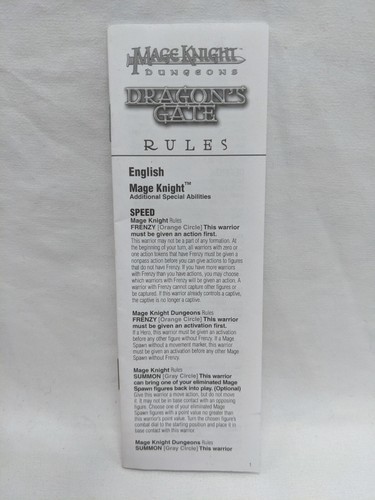 MAGE KNIGHT™
DUNGEONS
DRAGON'S
GATE
RULES
English
Mage Knight™
Additional Special Abilities
SPEED
Mage Knight Rules
FRENZY [Orange Circle] This warrior
must be given an action first.
This warrior may not be a part of any formation. At
the beginning of your turn, all warriors with zero or
one action tokens that have Frenzy must be given a
nonpass action before you can give actions to figures
that do not have Frenzy. If you have more warriors
with Frenzy than you have actions, you may choose
which warriors with Frenzy will be given an action. A
warrior with Frenzy cannot capture other figures or
be captured. If this warrior already controls a captive,
the captive is no longer a captive.
Mage Knight Dungeons Rules
FRENZY [Orange Circle] This warrior
must be given an activation first.
If a Hero, this warrior must be given an activation
before any other figure without Frenzy. If a Mage
Spawn without a movement marker, this warrior
must be given an activation before any other Mage
Spawn without Frenzy.
Mage Knight Rules
SUMMON [Gray Circle] This warrior
can bring one of your eliminated Mage
Spawn figures back into play. (Optional)
Give this warrior a move action, but do not move
it. It may not be in base contact with an opposing
figure. Choose one of your eliminated Mage
Spawn figures with a point value no greater than
this warrior's point value. Turn the chosen figure's
combat dial to the starting position and place it in
base contact with this warrior.
Mage Knight Dungeons Rules
SUMMON [Gray Circle] This warrior
1